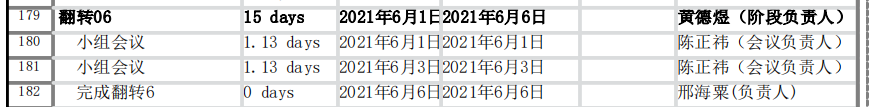 179 翻转06 15 days 2021年6月1日 2021年6月6日 黄德煜（阶段负责人）
180 小组会议 1.13 days 2021年6月1日 2021年6月1日 陈正祎（会议负责人）
181 小组会议 1.13 days 2021年6月3日 2021年6月3日 陈正祎（会议负责人）
182 完成翻转6 0 days 2021年6月6日 2021年6月6日 邢海粟(负责人)